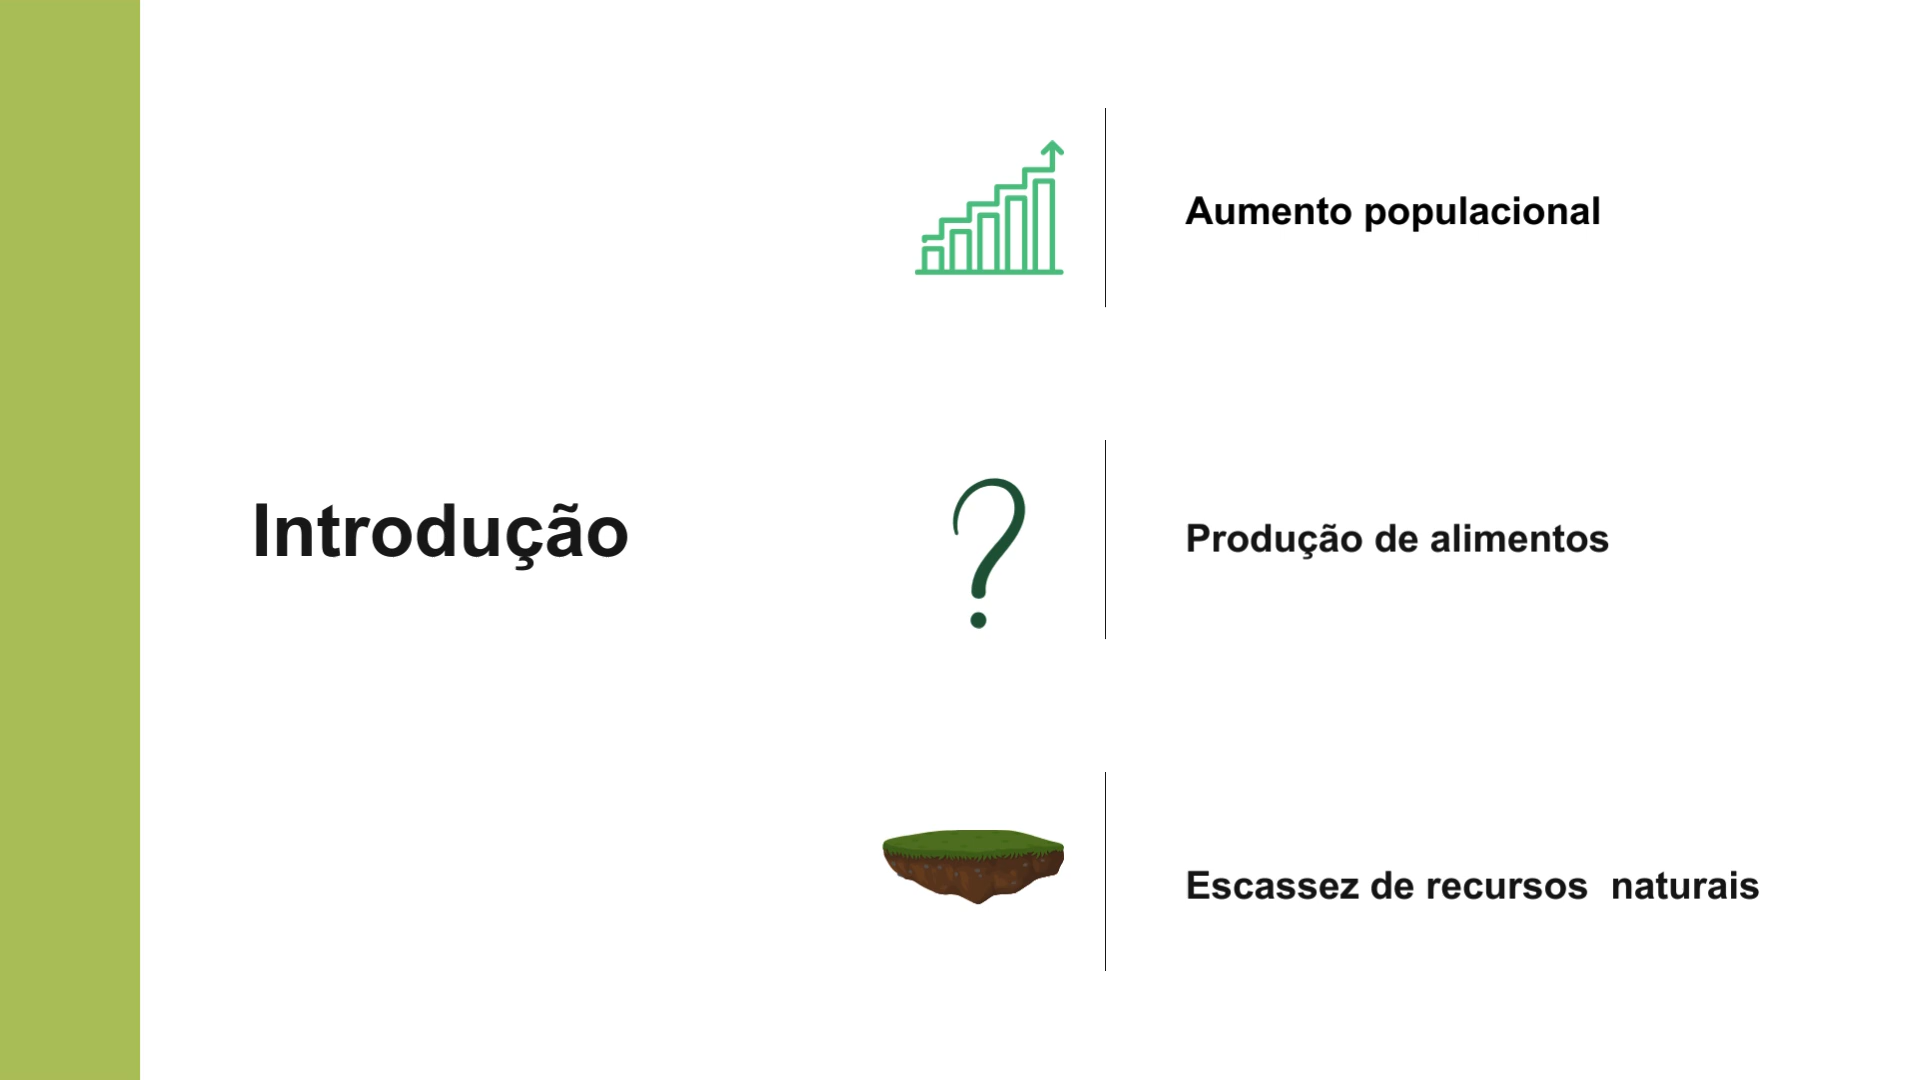 Introdução
Aumento populacional
Produção de alimentos
Escassez de recursos  naturais